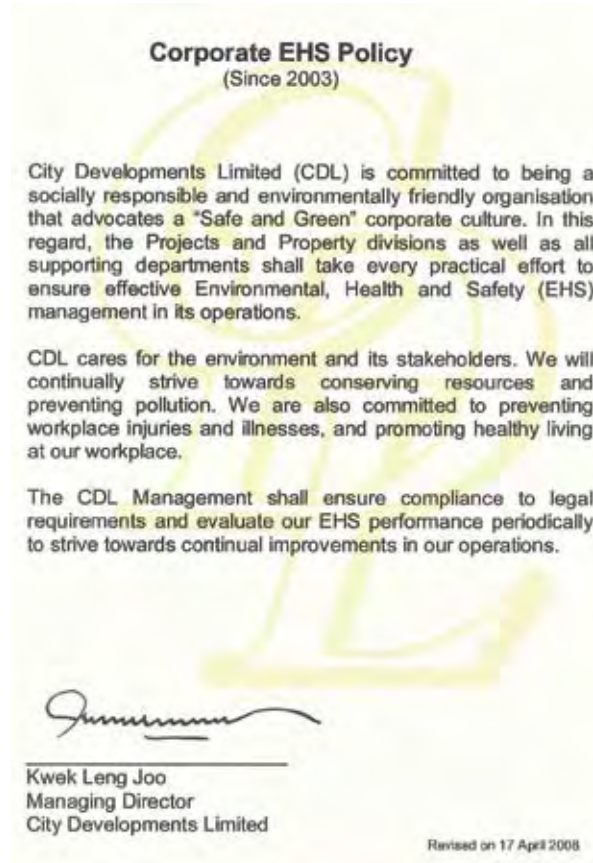 Corporate EHS Policy
(Since 2003)
City Developments Limited (CDL) is committed to being a
socially responsible and environmentally friendly organisation
that advocates a "Safe and Green" corporate culture. In this
regard, the Projects and Property divisions as well as all
supporting departments shall take every practical effort to
ensure effective Environmental, Health and Safety (EHS)
management in its operations.
CDL cares for the environment and its stakeholders. We will
continually strive towards conserving resources and
preventing pollution. We are also committed to preventing
workplace injuries and illnesses, and promoting healthy living
at our workplace.
The CDL Management shall ensure compliance to legal
requirements and evaluate our EHS performance periodically
to strive towards continual improvements in our operations.
Kwek Leng Joo
Managing Director
City Developments Limited
Revised on 17 April 2008